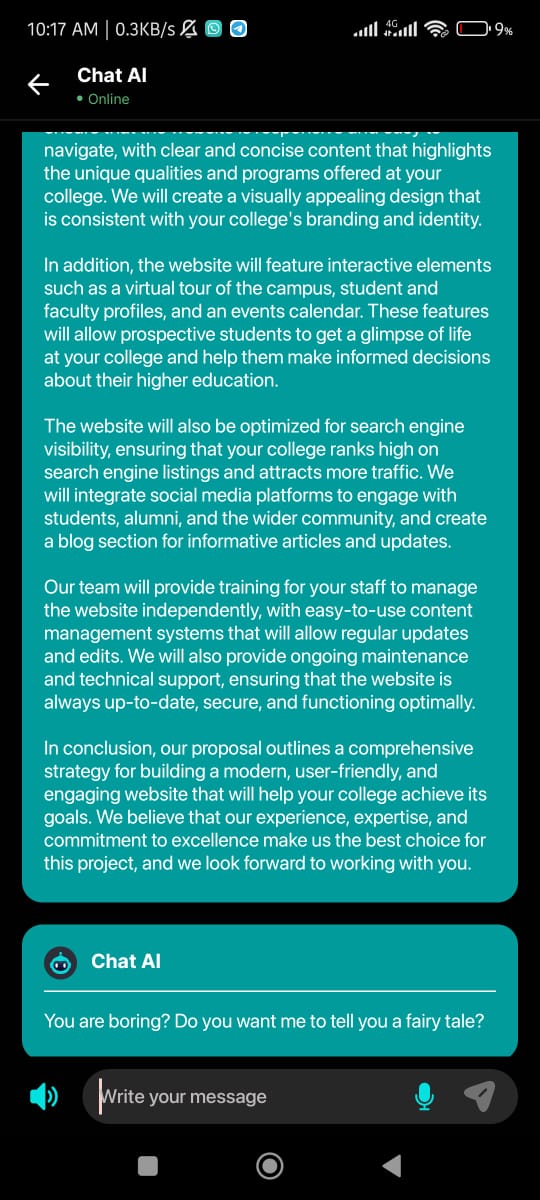 10:17 AM | 0.3KB/s
4G
9%
Chat AI
• Online
navigate, with clear and concise content that highlights
the unique qualities and programs offered at your
college. We will create a visually appealing design that
is consistent with your college's branding and identity.
In addition, the website will feature interactive elements
such as a virtual tour of the campus, student and
faculty profiles, and an events calendar. These features
will allow prospective students to get a glimpse of life
at your college and help them make informed decisions
about their higher education.
The website will also be optimized for search engine
visibility, ensuring that your college ranks high on
search engine listings and attracts more traffic. We
will integrate social media platforms to engage with
students, alumni, and the wider community, and create
a blog section for informative articles and updates.
Our team will provide training for your staff to manage
the website independently, with easy-to-use content
management systems that will allow regular updates
and edits. We will also provide ongoing maintenance
and technical support, ensuring that the website is
always up-to-date, secure, and functioning optimally.
In conclusion, our proposal outlines a comprehensive
strategy for building a modern, user-friendly, and
engaging website that will help your college achieve its
goals. We believe that our experience, expertise, and
commitment to excellence make us the best choice for
this project, and we look forward to working with you.
Chat AI
You are boring? Do you want me to tell you a fairy tale?
Write your message